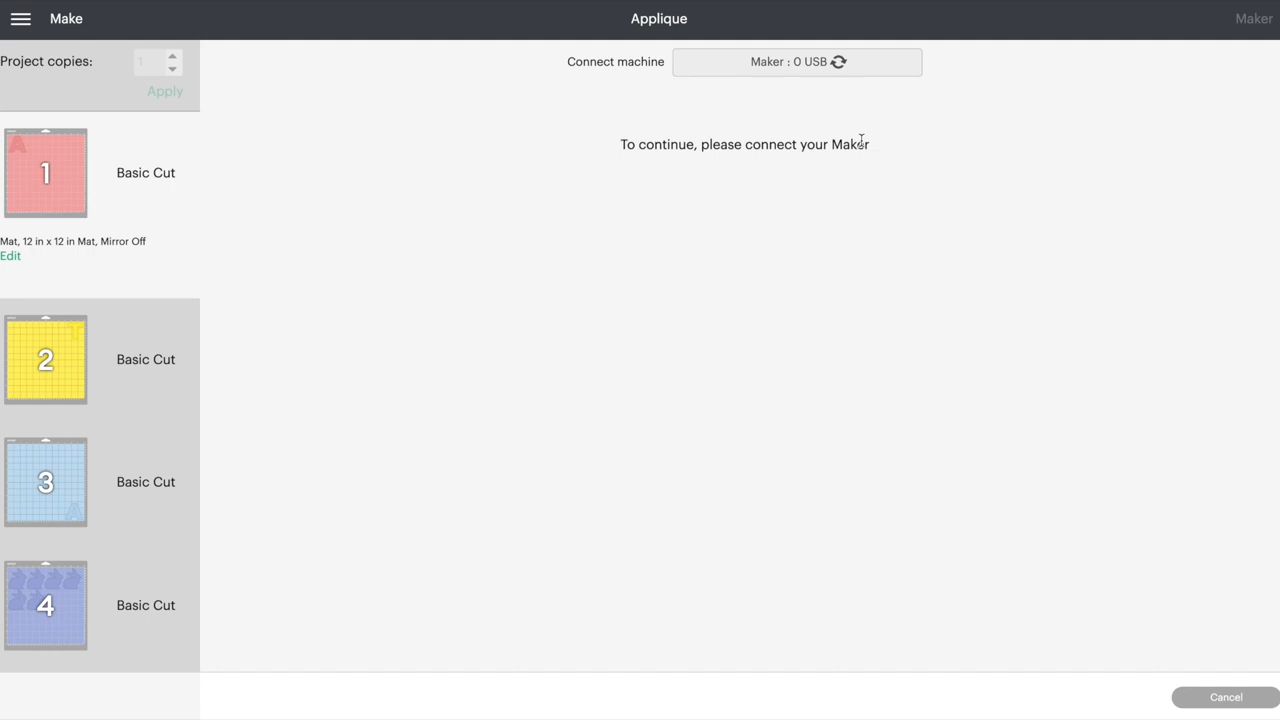 Make
Applique
Maker
Project copies:
1
Apply
Connect machine
Maker : 0 USB
To continue, please connect your Maker
A
1
Basic Cut
Mat, 12 in x 12 in Mat, Mirror Off
Edit
T
2
Basic Cut
3
A
Basic Cut
4
Basic Cut
Cancel